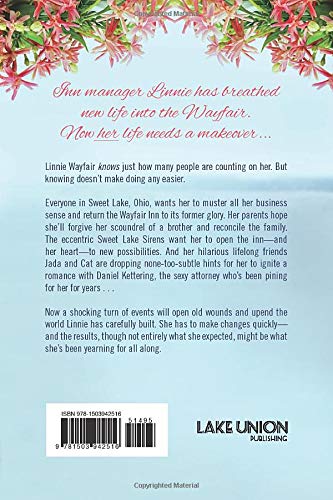 Inn manager Linnie has breathed
new life into the Wayfair.
Now her life needs a makeover ...
Linnie Wayfair knows just how many people are counting on her. But
knowing doesn't make doing any easier.
Everyone in Sweet Lake, Ohio, wants her to muster all her business
sense and return the Wayfair Inn to its former glory. Her parents hope
she'll forgive her scoundrel of a brother and reconcile the family.
The eccentric Sweet Lake Sirens want her to open the inn—and
her heart—to new possibilities. And her hilarious lifelong friends
Jada and Cat are dropping none-too-subtle hints for her to ignite a
romance with Daniel Kettering, the sexy attorney who's been pining
for her for years . . .
Now a shocking turn of events will open old wounds and upend the
world Linnie has carefully built. She has to make changes quickly—
and the results, though not entirely what she expected, might be what
she's been yearning for all along.
ISBN 978-1503942516
51495
9 781503 942516
LAKE UNION
PUBLISHING
Copyrighted Material